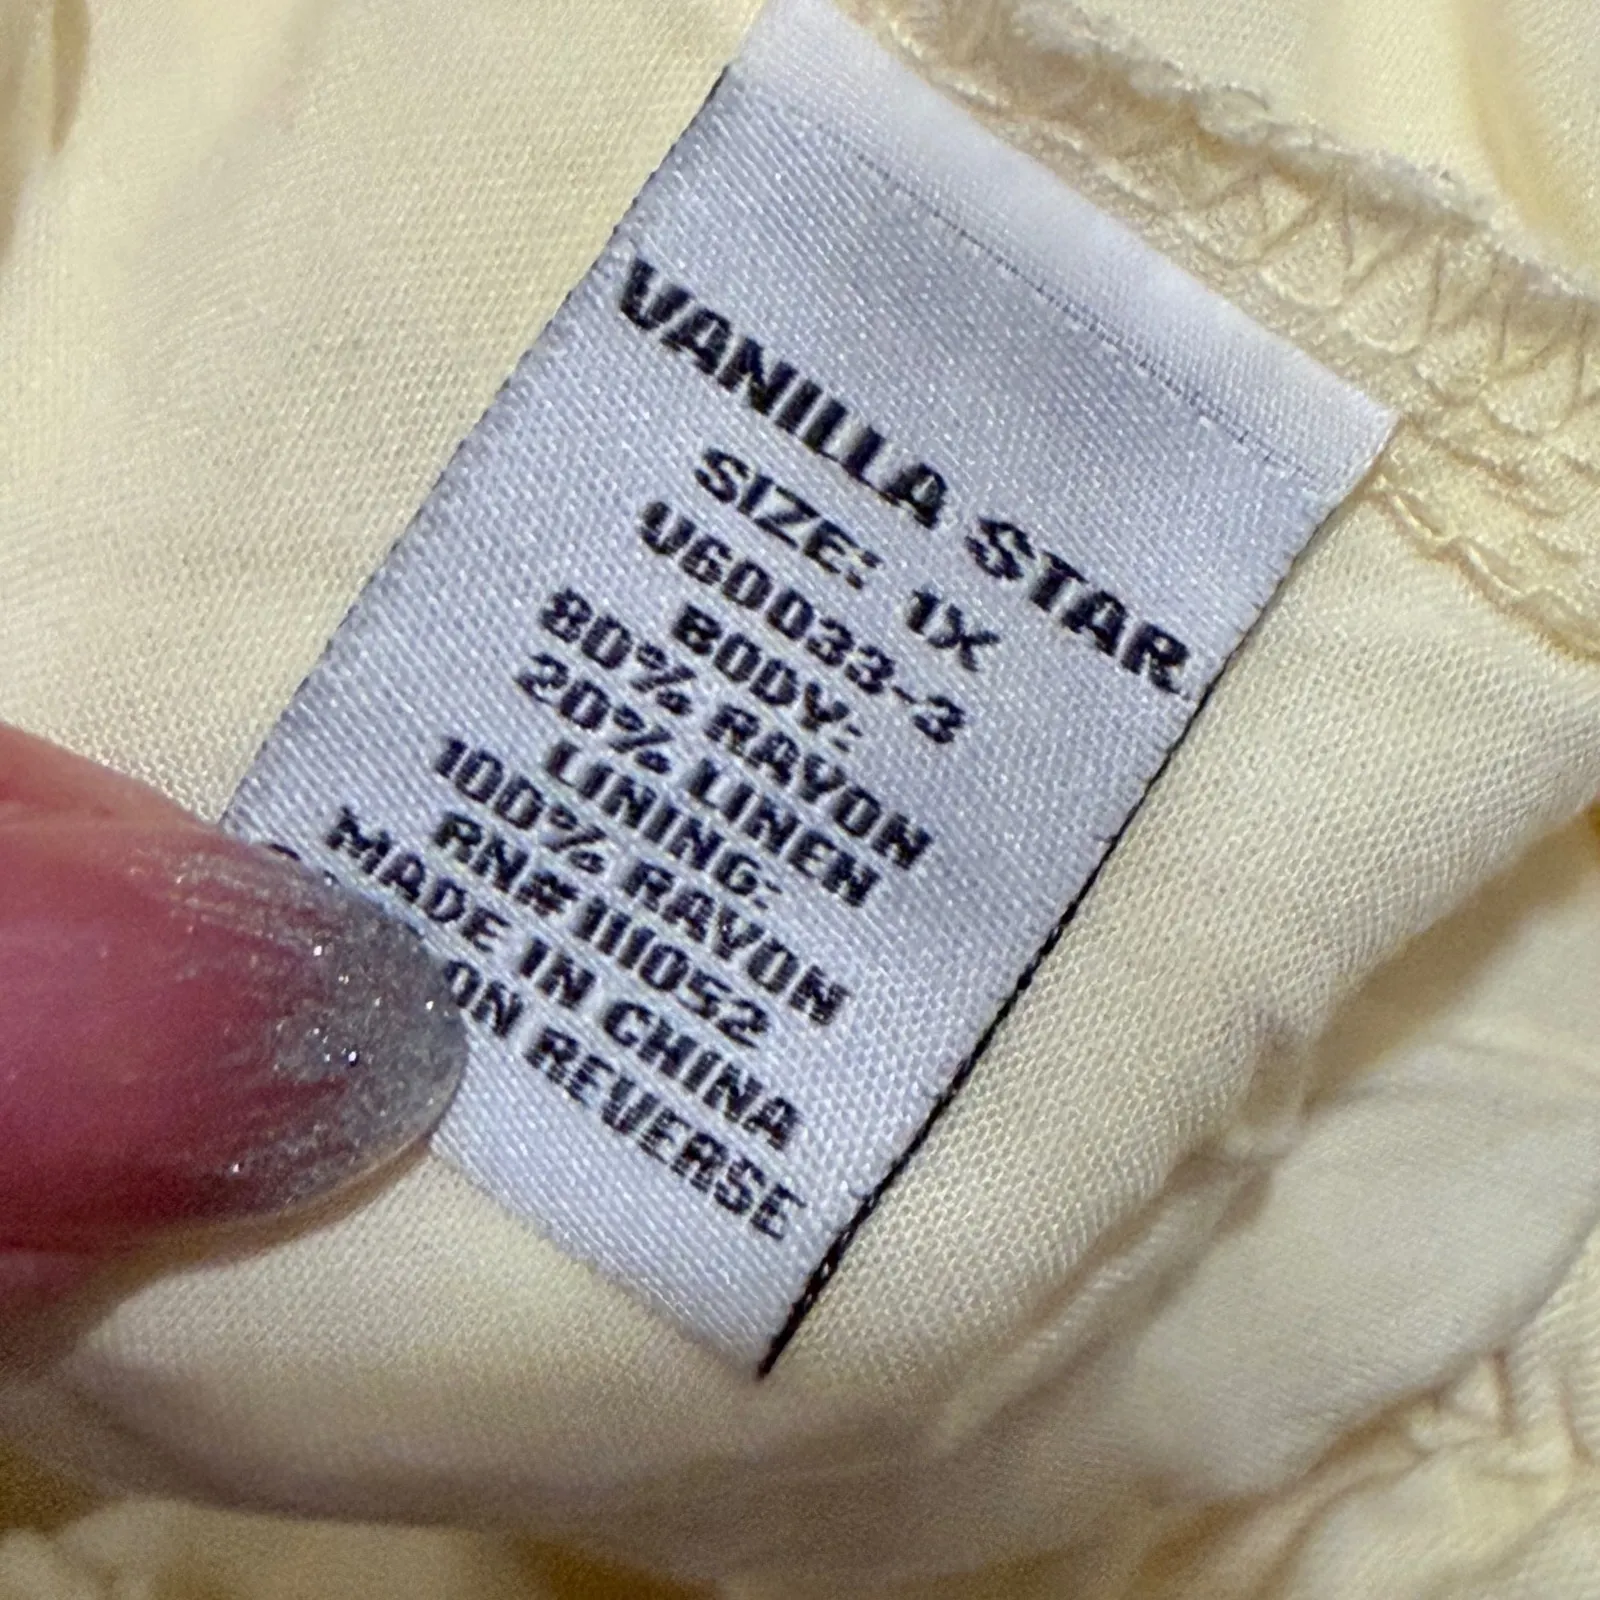 VANILLA STAR
SIZE: 1X
U60033-3
BODY:
80% RAYON
20% LINEN
LINING:
100% RAYON
RN#111052
MADE IN CHINA
ON REVERSE